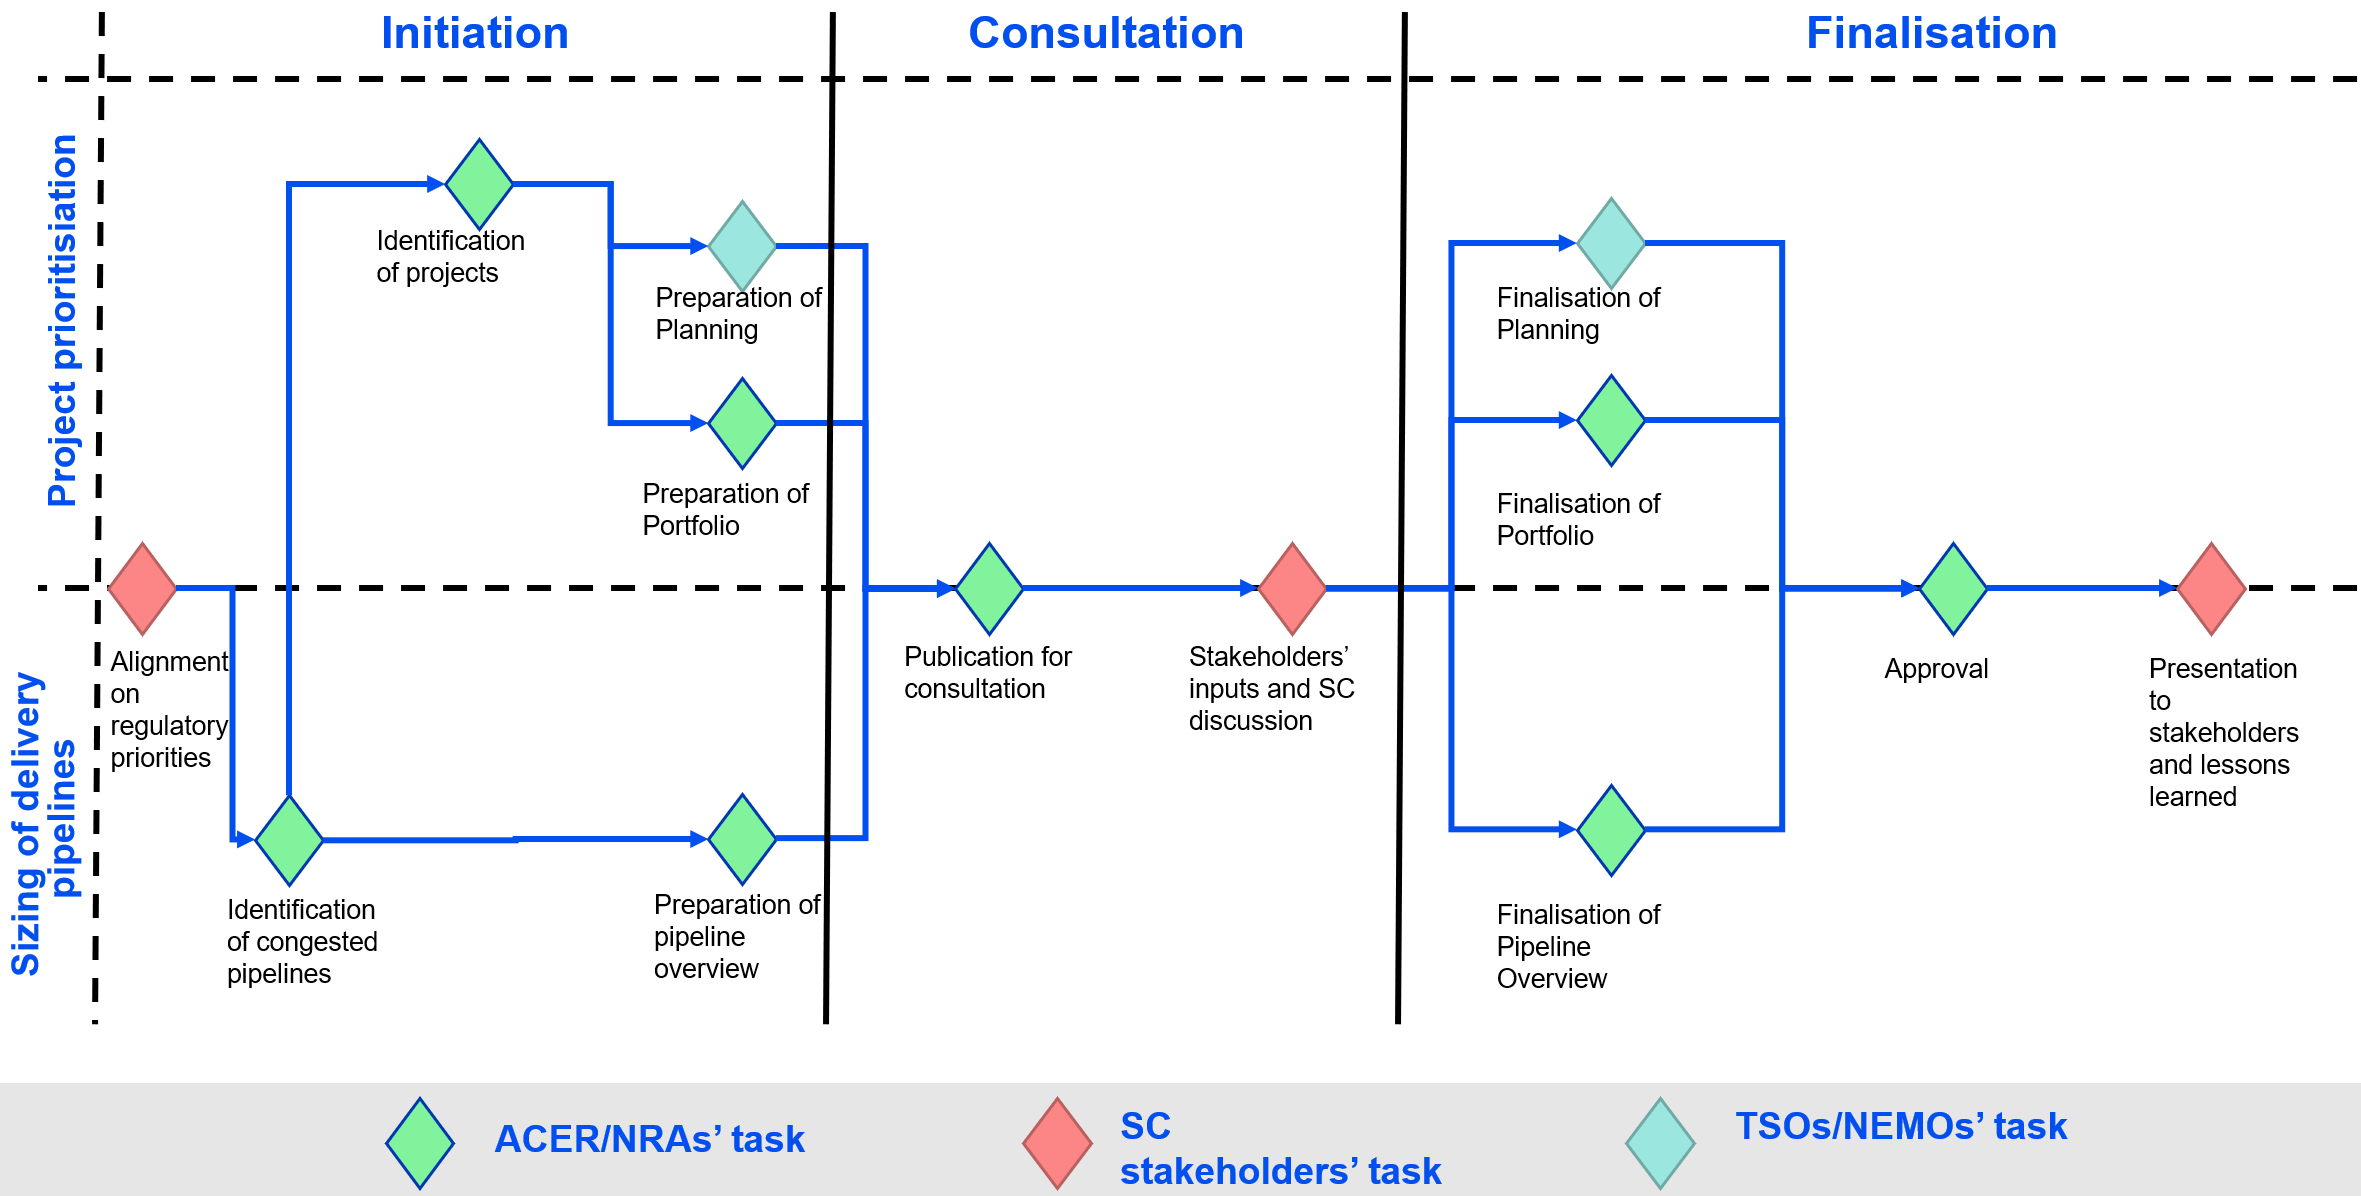 Initiation
Consultation
Finalisation
Project prioritisiation
Sizing of delivery
pipelines
Identification
of projects
Preparation of
Planning
Preparation of
Portfolio
Alignment
on
regulatory
priorities
Identification
of congested
pipelines
Preparation of
pipeline
overview
Publication for
consultation
Stakeholders’
inputs and SC
discussion
Finalisation of
Planning
Finalisation of
Portfolio
Finalisation of
Pipeline
Overview
Approval
Presentation
to
stakeholders
and lessons
learned
ACER/NRAs’ task
SC
stakeholders’ task
TSOs/NEMOs’ task